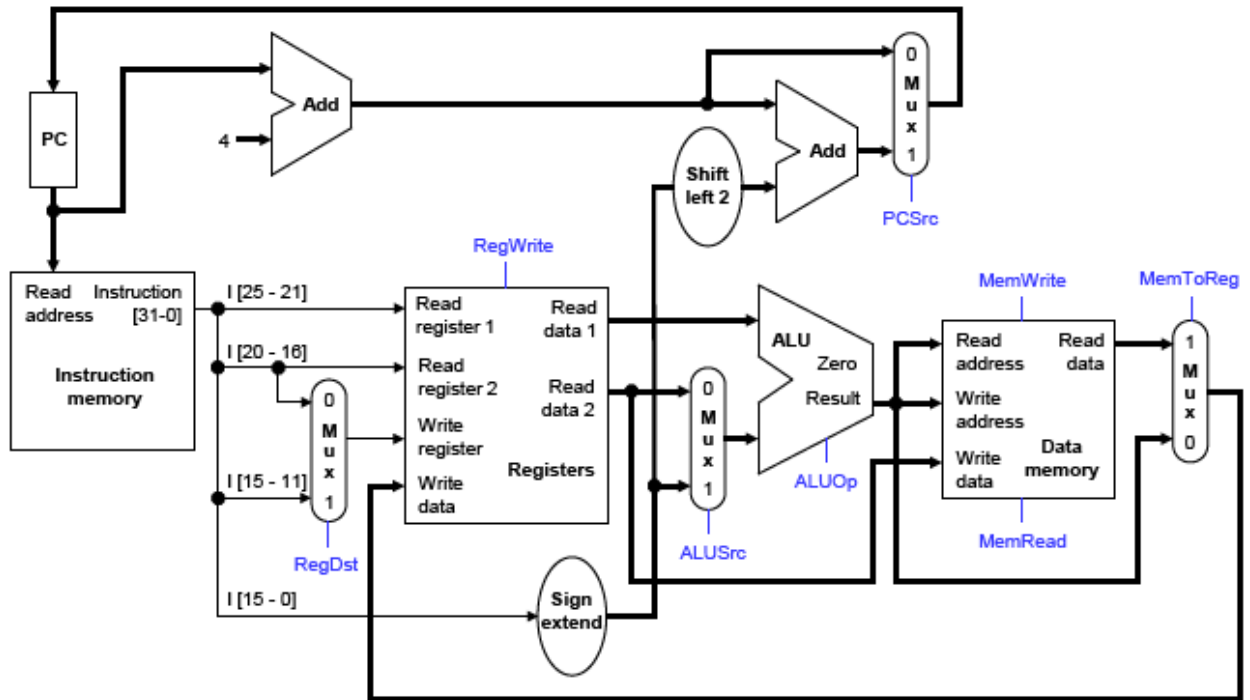 PC
4
Add
Shift
left 2
Add
0
M
u
x
1
PCSrc
Read
address
Instruction
[31-0]
Instruction
memory
I [25 - 21]
I [20 - 16]
I [15 - 11]
I [15 - 0]
0
M
u
x
1
RegDst
RegWrite
Read
register 1
Read
register 2
Write
register
Write
data
Read
data 1
Read
data 2
Registers
Sign
extend
0
M
u
x
1
ALUSrc
ALU
Zero
Result
ALUOp
MemWrite
Read
address
Write
address
Write
data
Read
data
Data
memory
MemRead
MemToReg
1
M
u
x
0